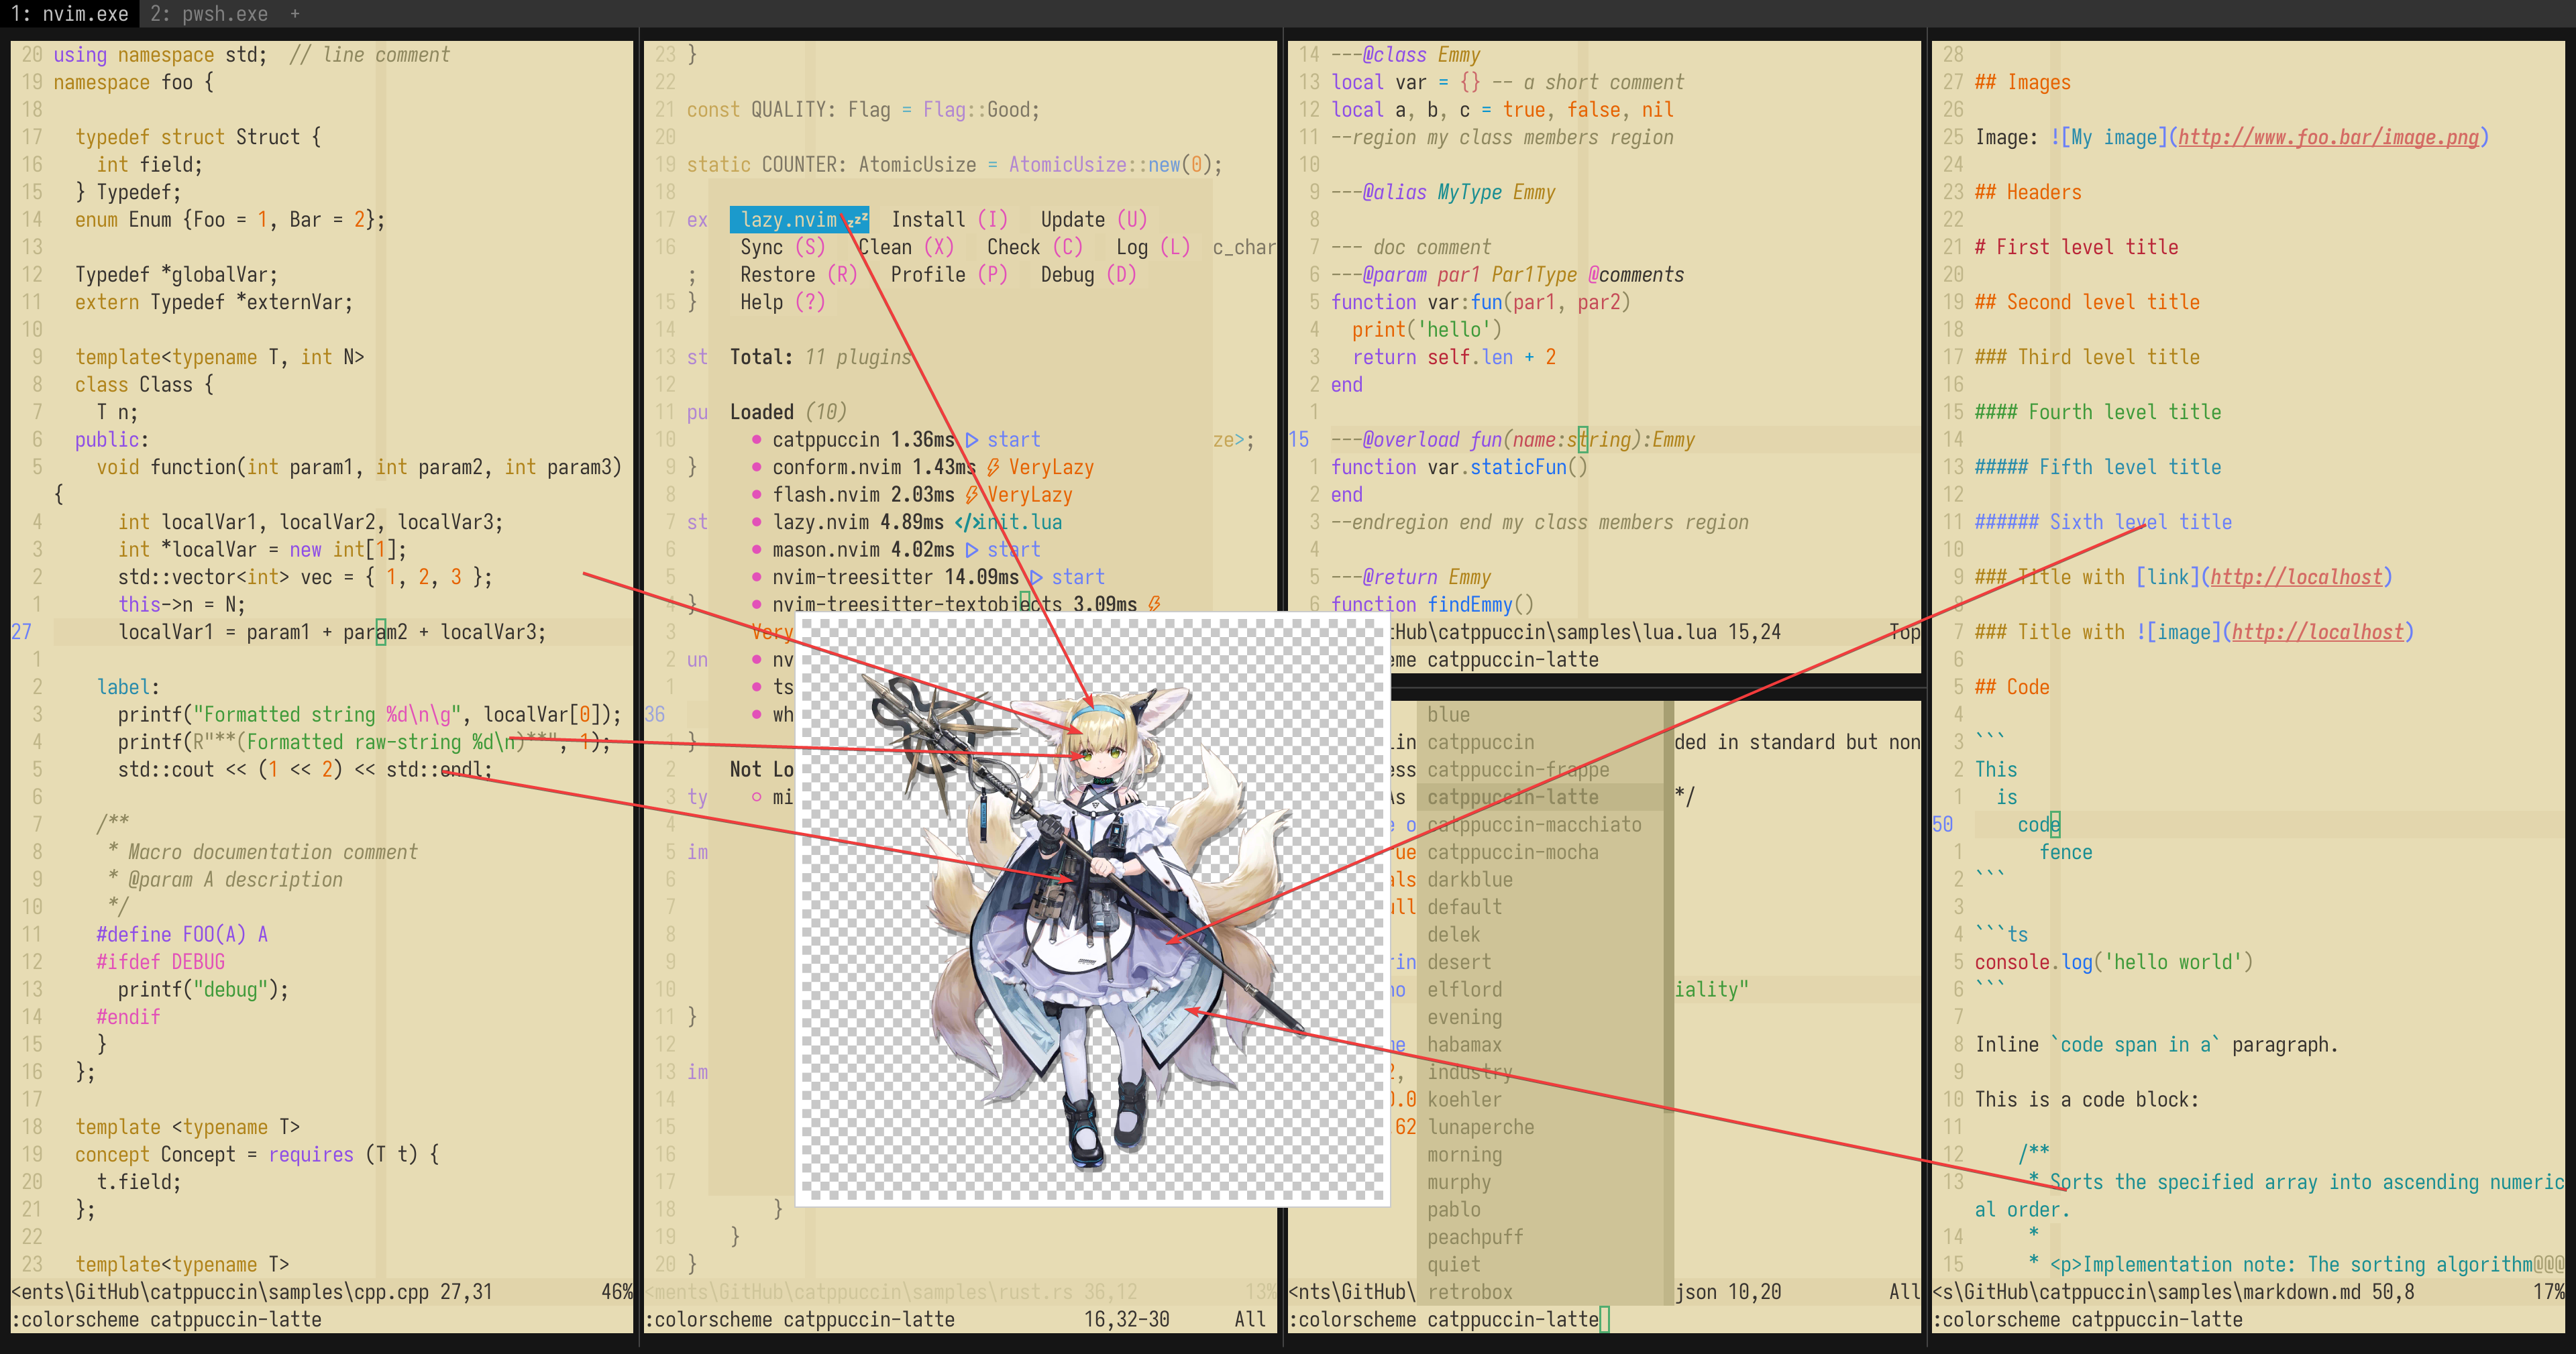 1: nvim.exe  2: pwsh.exe  +
20 using namespace std;  // line comment
19 namespace foo {
18
17   typedef struct Struct {
16     int field;
15   } Typedef;
14   enum Enum {Foo = 1, Bar = 2};
13
12   Typedef *globalVar;
11   extern Typedef *externVar;
10
9   template<typename T, int N>
8   class Class {
7     T n;
6   public:
5     void function(int param1, int param2, int param3)
{
4       int localVar1, localVar2, localVar3;
3       int *localVar = new int[1];
2       std::vector<int> vec = { 1, 2, 3 };
1       this->n = N;
27       localVar1 = param1 + param2 + localVar3;
1
2     label:
3       printf("Formatted string %d\n\g", localVar[0]);
4       printf(R"**(Formatted raw-string %d\n)**", 1);
5       std::cout << (1 << 2) << std::endl;
6
7     /**
8      * Macro documentation comment
9      * @param A description
10      */
11     #define FOO(A) A
12     #ifdef DEBUG
13       printf("debug");
14     #endif
15     }
16   };
17
18   template <typename T>
19   concept Concept = requires (T t) {
20     t.field;
21   };
22
23   template<typename T>
<ents\GitHub\catppuccin\samples\cpp.cpp 27,31          46%
:colorscheme catppuccin-latte
23 }
22
21 const QUALITY: Flag = Flag::Good;
20
19 static COUNTER: AtomicUsize = AtomicUsize::new(0);
18
17 ex  lazy.nvim zzz  Install (I)  Update (U)
16   Sync (S)  Clean (X)  Check (C)  Log (L)  c_char
;   Restore (R)  Profile (P)  Debug (D)
15 }   Help (?)
14
13 st  Total: 11 plugins
12
11 pu  Loaded (10)
10     ● catppuccin 1.36ms ▷ start  ze>;
9 }    ● conform.nvim 1.43ms VeryLazy
8      ● flash.nvim 2.03ms VeryLazy
7 st   ● lazy.nvim 4.89ms </>init.lua
6      ● mason.nvim 4.02ms ▷ start
5      ● nvim-treesitter 14.09ms ▷ start
4 }    ● nvim-treesitter-textobjects 3.09ms
3      Very
2 un   ● nv
1      ● ts
36     ● wh
1 }
2    Not Lo
3 ty   ○ mi
4
5 im
6
7
8
9
10
11 }
12
13 im
14
15
16
17
18         }
19     }
20 }
<ments\GitHub\catppuccin\samples\rust.rs 36,12          13%
:colorscheme catppuccin-latte            16,32-30      All
14 ---@class Emmy
13 local var = {} -- a short comment
12 local a, b, c = true, false, nil
11 --region my class members region
10
9 ---@alias MyType Emmy
8
7 --- doc comment
6 ---@param par1 Par1Type @comments
5 function var:fun(par1, par2)
4   print('hello')
3   return self.len + 2
2 end
1
15 ---@overload fun(name:string):Emmy
1 function var.staticFun()
2 end
3 --endregion end my class members region
4
5 ---@return Emmy
6 function findEmmy()
tHub\catppuccin\samples\lua.lua 15,24          Top
eme catppuccin-latte
blue
lin catppuccin  ded in standard but non
ess catppuccin-frappe
As catppuccin-latte  */
e o catppuccin-macchiato
ue catppuccin-mocha
als darkblue
ull default
delek
rin desert
no elflord  iality"
evening
me habamax
2, industry
0.0 koehler
62 lunaperche
morning
murphy
pablo
peachpuff
quiet
<nts\GitHub\ retrobox  json 10,20          All
:colorscheme catppuccin-latte
28
27 ## Images
26
25 Image: ![My image](http://www.foo.bar/image.png)
24
23 ## Headers
22
21 # First level title
20
19 ## Second level title
18
17 ### Third level title
16
15 #### Fourth level title
14
13 ##### Fifth level title
12
11 ###### Sixth level title
10
9 ### Title with [link](http://localhost)
8
7 ### Title with ![image](http://localhost)
6
5 ## Code
4
3 ```
2 This
1   is
50     code
1       fence
2 ```
3
4 ```ts
5 console.log('hello world')
6 ```
7
8 Inline `code span in a` paragraph.
9
10 This is a code block:
11
12     /**
13      * Sorts the specified array into ascending numeric
al order.
14      *
15      * <p>Implementation note: The sorting algorithm@@@
<s\GitHub\catppuccin\samples\markdown.md 50,8          17%
:colorscheme catppuccin-latte